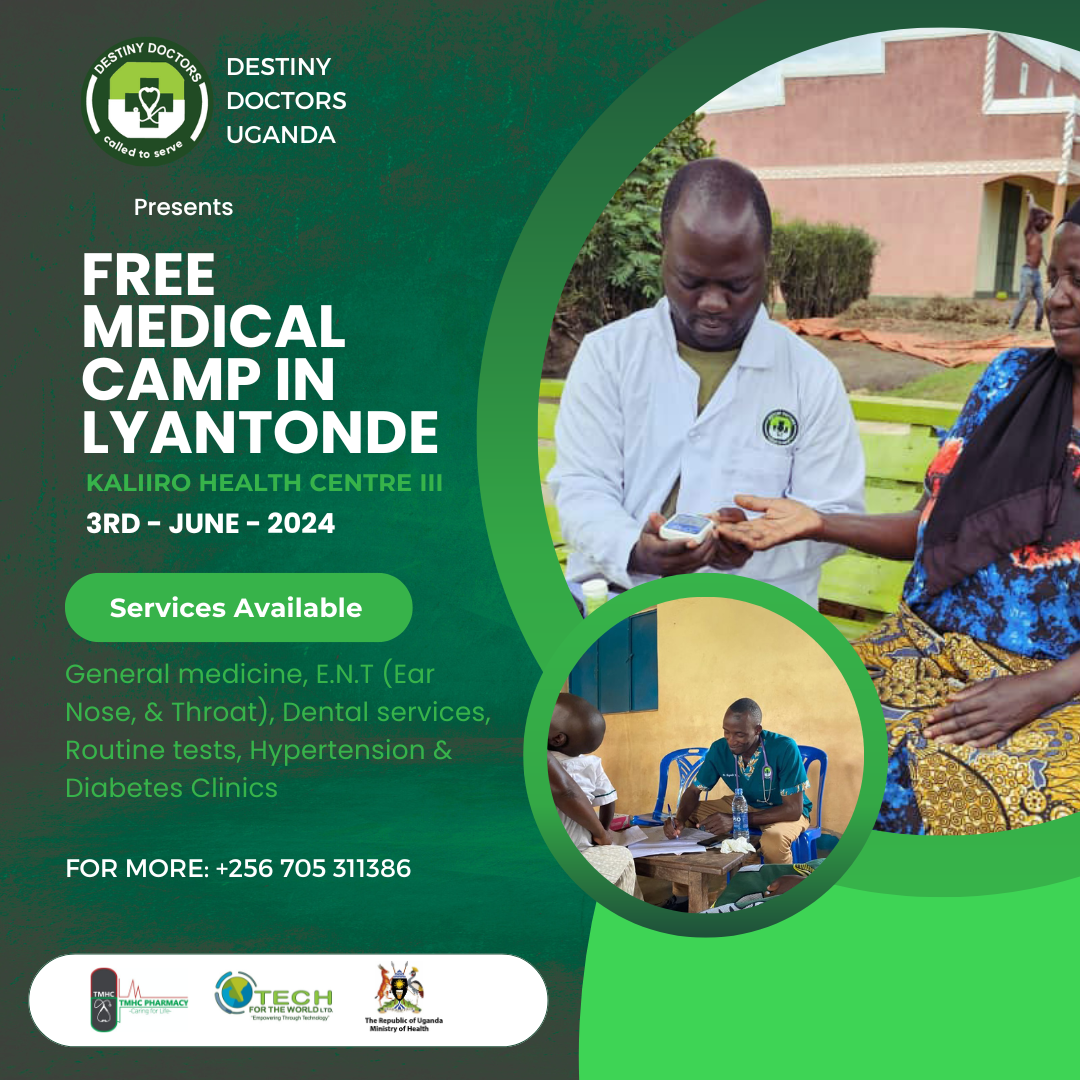 DESTINY DOCTORS
called to serve
DESTINY
DOCTORS
UGANDA
Presents
FREE
MEDICAL
CAMP IN
LYANTONDE
KALIIRO HEALTH CENTRE III
3RD - JUNE - 2024
Services Available
General medicine, E.N.T (Ear
Nose, & Throat), Dental services,
Routine tests, Hypertension &
Diabetes Clinics
FOR MORE: +256 705 311386
TMHC
TMHC PHARMACY
-Caring for Life-
TECH
FOR THE WORLD LTD.
"Empowering Through Technology"
The Republic of Uganda
Ministry of Health